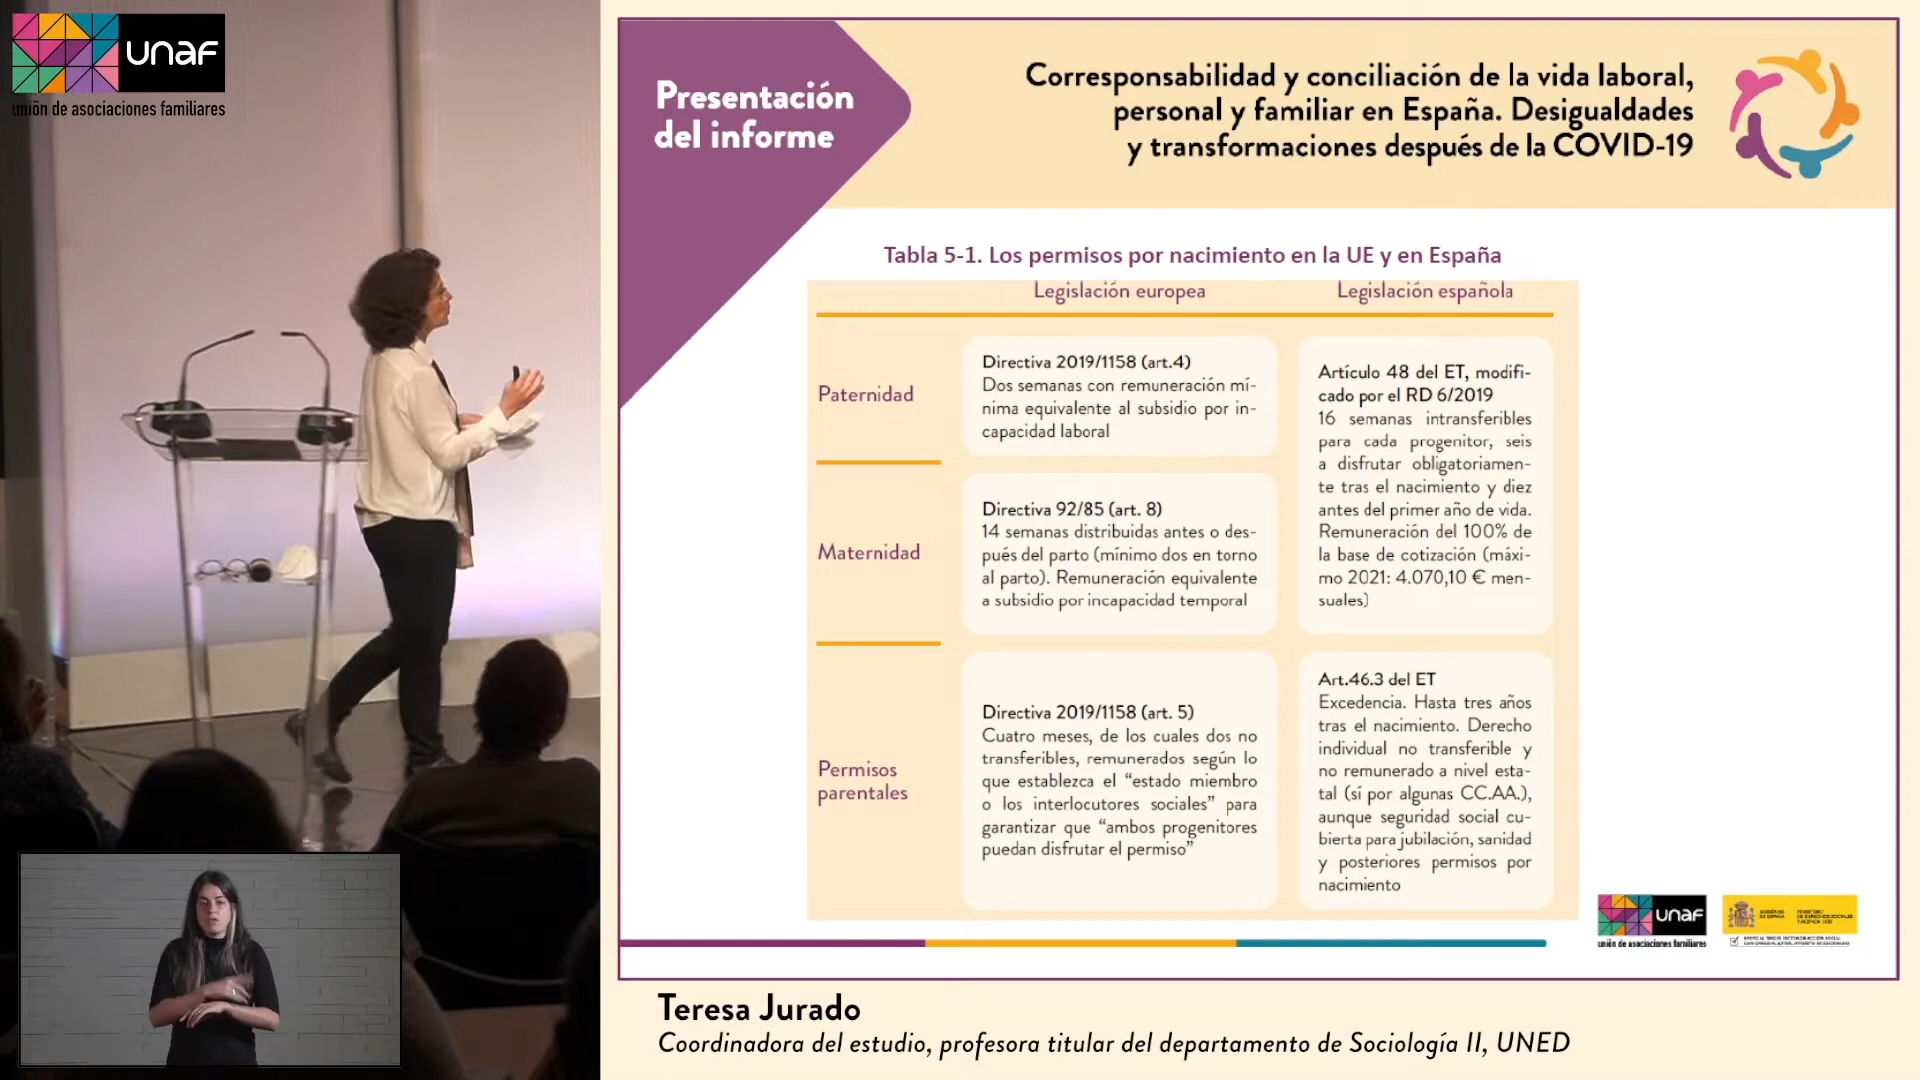 unaf
unión de asociaciones familiares
Presentación
del informe
Corresponsabilidad y conciliación de la vida laboral,
personal y familiar en España. Desigualdades
y transformaciones después de la COVID-19
Tabla 5-1. Los permisos por nacimiento en la UE y en España
Legislación europea
Legislación española
Paternidad
Directiva 2019/1158 (art.4)
Dos semanas con remuneración mí-
nima equivalente al subsidio por in-
capacidad laboral
Artículo 48 del ET, modifi-
cado por el RD 6/2019
16 semanas intransferibles
para cada progenitor, seis
a disfrutar obligatoriamen-
te tras el nacimiento y diez
antes del primer año de vida.
Remuneración del 100% de
la base de cotización (máxi-
mo 2021: 4.070,10 € men-
suales)
Maternidad
Directiva 92/85 (art. 8)
14 semanas distribuidas antes o des-
pués del parto (mínimo dos en torno
al parto). Remuneración equivalente
a subsidio por incapacidad temporal
Permisos
parentales
Directiva 2019/1158 (art. 5)
Cuatro meses, de los cuales dos no
transferibles, remunerados según lo
que establezca el “estado miembro
o los interlocutores sociales” para
garantizar que “ambos progenitores
puedan disfrutar el permiso”
Art.46.3 del ET
Excedencia. Hasta tres años
tras el nacimiento. Derecho
individual no transferible y
no remunerado a nivel esta-
tal (sí por algunas CC.AA.),
aunque seguridad social cu-
bierta para jubilación, sanidad
y posteriores permisos por
nacimiento
unaf
unión de asociaciones familiares
GOBIERNO
DE ESPAÑA
MINISTERIO
DE DERECHOS SOCIALES
Y AGENDA 2030
Teresa Jurado
Coordinadora del estudio, profesora titular del departamento de Sociología II, UNED